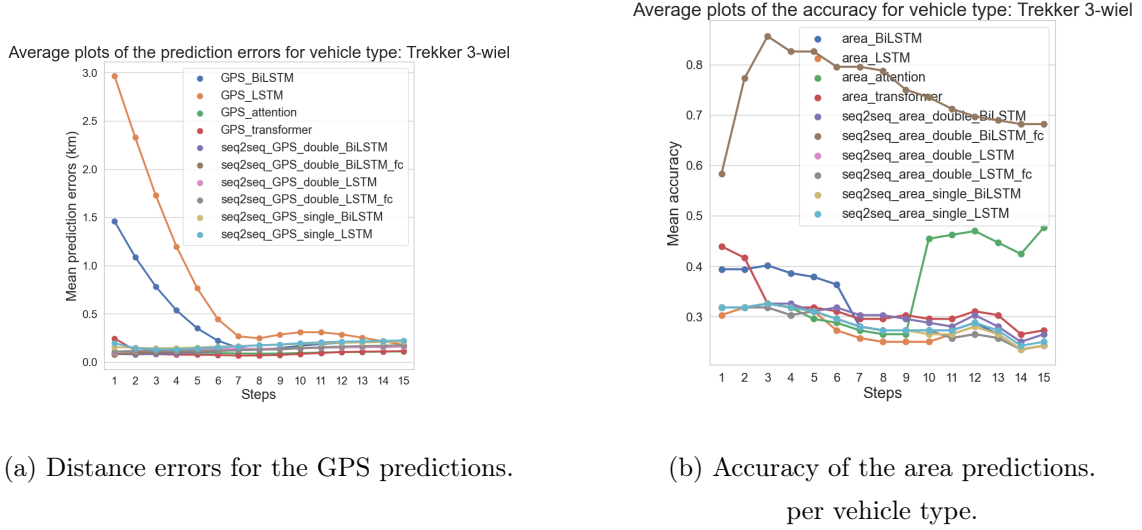 Average plots of the prediction errors for vehicle type: Trekker 3-wiel
3.0
2.5
2.0
1.5
1.0
0.5
0.0
Mean prediction errors (km)
GPS_BiLSTM
GPS_LSTM
GPS_attention
GPS_transformer
seq2seq_GPS_double_BiLSTM
seq2seq_GPS_double_BiLSTM_fc
seq2seq_GPS_double_LSTM
seq2seq_GPS_double_LSTM_fc
seq2seq_GPS_single_BiLSTM
seq2seq_GPS_single_LSTM
1 2 3 4 5 6 7 8 9 10 11 12 13 14 15
Steps
(a) Distance errors for the GPS predictions.
Average plots of the accuracy for vehicle type: Trekker 3-wiel
0.8
0.7
0.6
0.5
0.4
0.3
Mean accuracy
area_BiLSTM
area_LSTM
area_attention
area_transformer
seq2seq_area_double_BiLSTM
seq2seq_area_double_BiLSTM_fc
seq2seq_area_double_LSTM
seq2seq_area_double_LSTM_fc
seq2seq_area_single_BiLSTM
seq2seq_area_single_LSTM
1 2 3 4 5 6 7 8 9 10 11 12 13 14 15
Steps
(b) Accuracy of the area predictions.
per vehicle type.